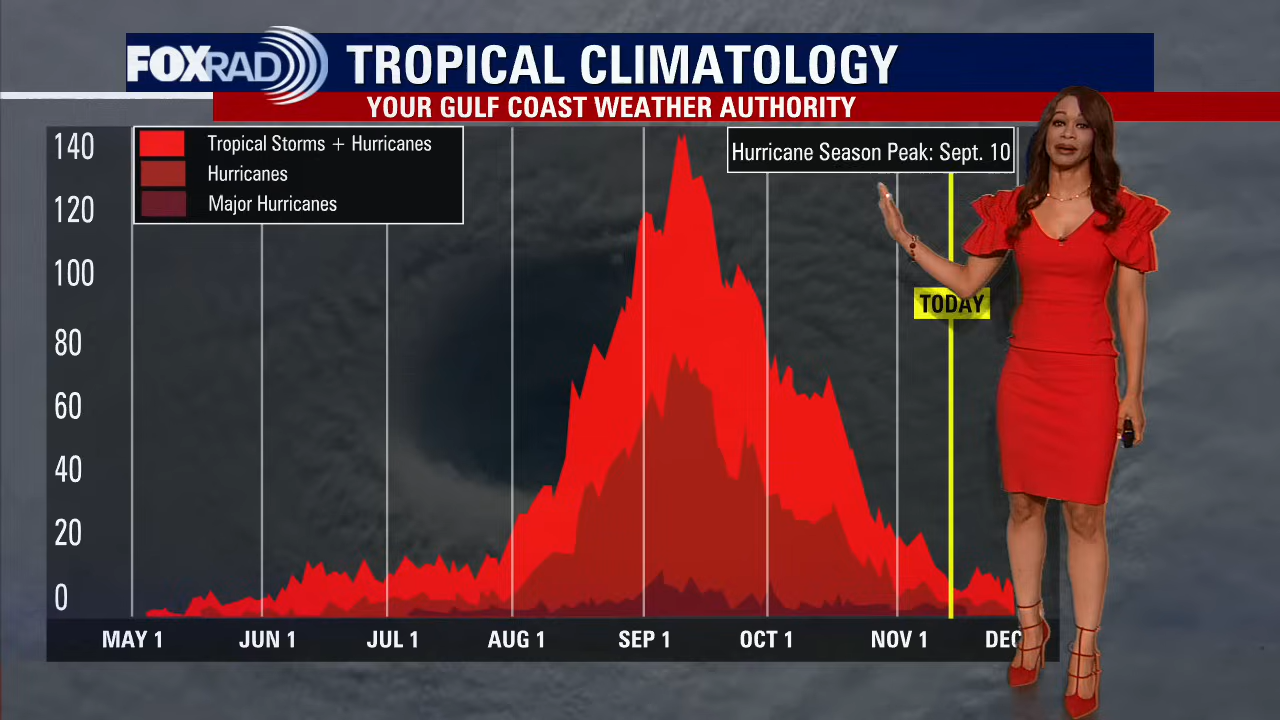 FOXRAD TROPICAL CLIMATOLOGY
YOUR GULF COAST WEATHER AUTHORITY
Tropical Storms + Hurricanes
Hurricanes
Major Hurricanes
Hurricane Season Peak: Sept. 10
TODAY
140
120
100
80
60
40
20
0
MAY 1 JUN 1 JUL 1 AUG 1 SEP 1 OCT 1 NOV 1 DEC